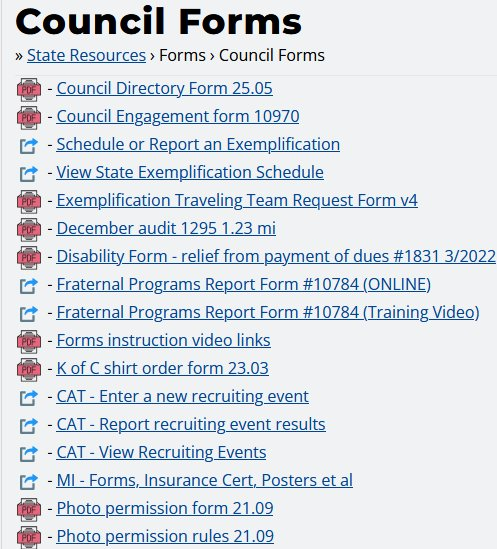 Council Forms
» State Resources › Forms › Council Forms
PDF - Council Directory Form 25.05
PDF - Council Engagement form 10970
- Schedule or Report an Exemplification
- View State Exemplification Schedule
PDF - Exemplification Traveling Team Request Form v4
PDF - December audit 1295 1.23 mi
PDF - Disability Form - relief from payment of dues #1831 3/2022
- Fraternal Programs Report Form #10784 (ONLINE)
- Fraternal Programs Report Form #10784 (Training Video)
PDF - Forms instruction video links
PDF - K of C shirt order form 23.03
- CAT - Enter a new recruiting event
- CAT - Report recruiting event results
- CAT - View Recruiting Events
- MI - Forms, Insurance Cert, Posters et al
PDF - Photo permission form 21.09
PDF - Photo permission rules 21.09